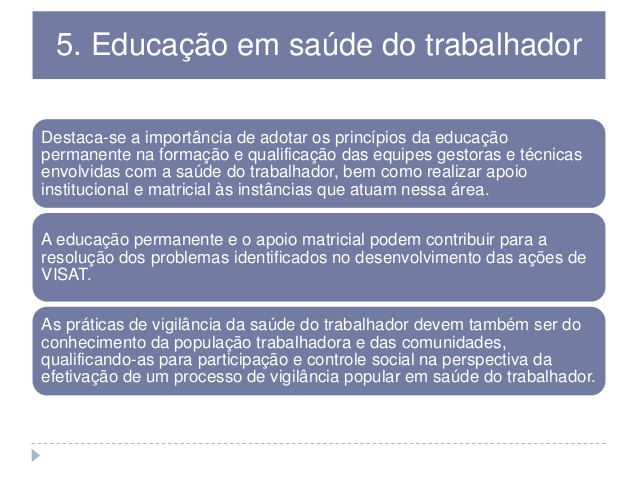 5. Educação em saúde do trabalhador
Destaca-se a importância de adotar os princípios da educação
permanente na formação e qualificação das equipes gestoras e técnicas
envolvidas com a saúde do trabalhador, bem como realizar apoio
institucional e matricial às instâncias que atuam nessa área.
A educação permanente e o apoio matricial podem contribuir para a
resolução dos problemas identificados no desenvolvimento das ações de
VISAT.
As práticas de vigilância da saúde do trabalhador devem também ser do
conhecimento da população trabalhadora e das comunidades,
qualificando-as para participação e controle social na perspectiva da
efetivação de um processo de vigilância popular em saúde do trabalhador.